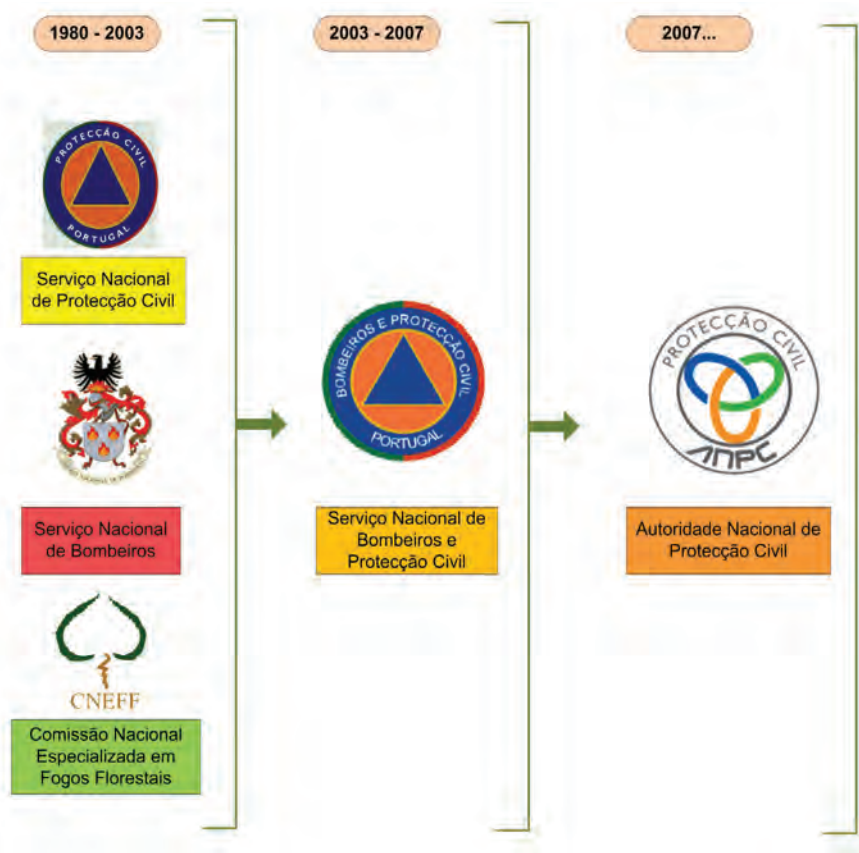 1980 - 2003
PROTECÇÃO CIVIL
PORTUGAL
Serviço Nacional
de Protecção Civil
Serviço Nacional
de Bombeiros
CNEFF
Comissão Nacional
Especializada em
Fogos Florestais
2003 - 2007
BOMBEIROS E PROTECÇÃO CIVIL
PORTUGAL
Serviço Nacional de
Bombeiros e
Protecção Civil
2007...
PROTECÇÃO CIVIL
ANPC
Autoridade Nacional de
Protecção Civil